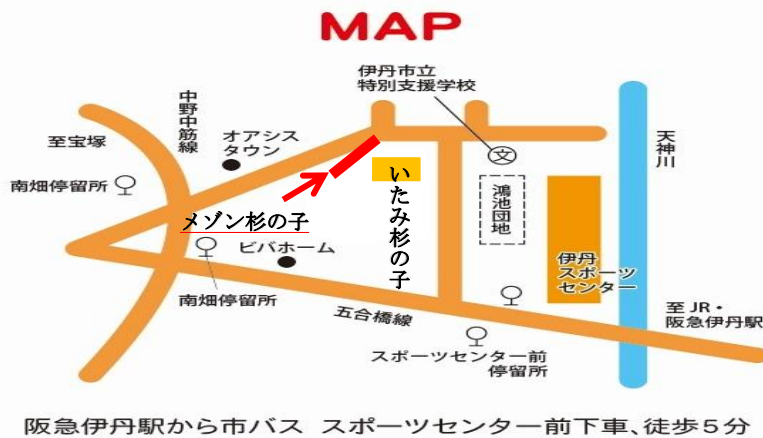 MAP
伊丹市立
特別支援学校
中野中筋線
オアシス
タウン
至宝塚
天神川
文
南畑停留所
いたみ杉の子
鴻池団地
メゾン杉の子
ビバホーム
伊丹
スポーツ
センター
南畑停留所
五合橋線
至JR・
阪急伊丹駅
スポーツセンター前
停留所
阪急伊丹駅から市バス スポーツセンター前下車、徒歩5分